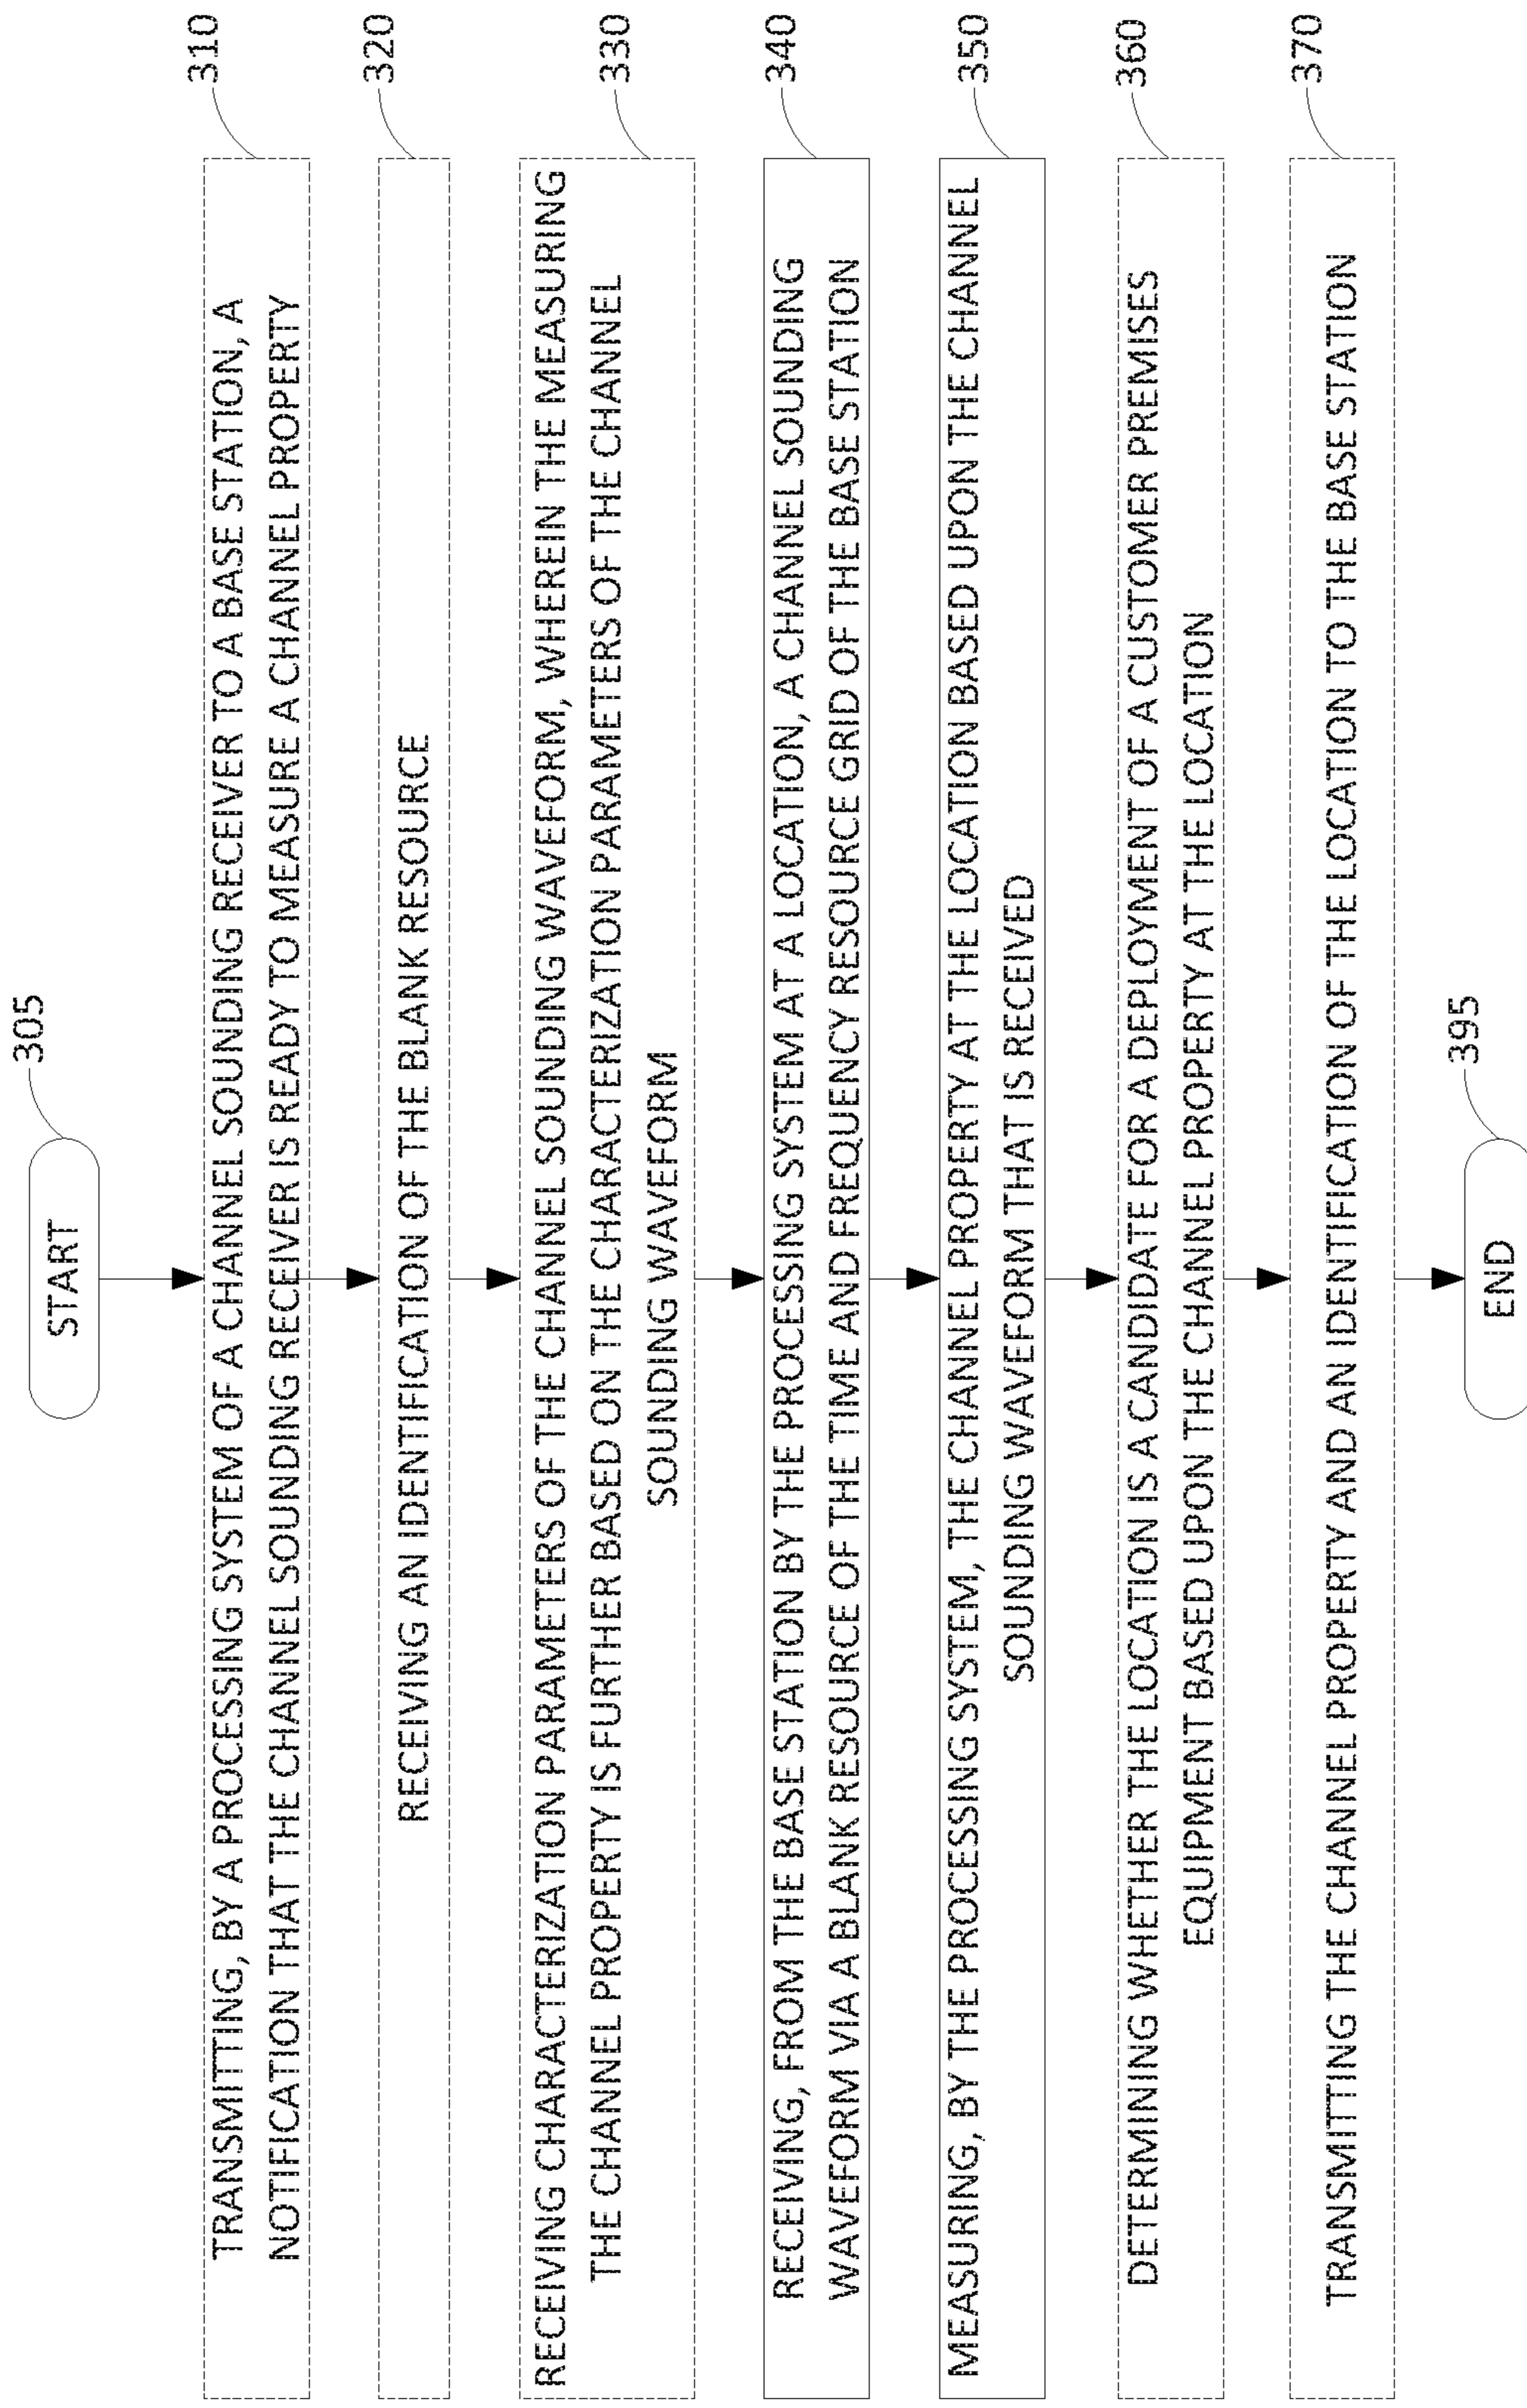 305
START
310
TRANSMITTING, BY A PROCESSING SYSTEM OF A CHANNEL SOUNDING RECEIVER TO A BASE STATION, A
NOTIFICATION THAT THE CHANNEL SOUNDING RECEIVER IS READY TO MEASURE A CHANNEL PROPERTY
320
RECEIVING AN IDENTIFICATION OF THE BLANK RESOURCE
330
RECEIVING CHARACTERIZATION PARAMETERS OF THE CHANNEL SOUNDING WAVEFORM, WHEREIN THE MEASURING
THE CHANNEL PROPERTY IS FURTHER BASED ON THE CHARACTERIZATION PARAMETERS OF THE CHANNEL
SOUNDING WAVEFORM
340
RECEIVING, FROM THE BASE STATION BY THE PROCESSING SYSTEM AT A LOCATION, A CHANNEL SOUNDING
WAVEFORM VIA A BLANK RESOURCE OF THE TIME AND FREQUENCY RESOURCE GRID OF THE BASE STATION
350
MEASURING, BY THE PROCESSING SYSTEM, THE CHANNEL PROPERTY AT THE LOCATION BASED UPON THE CHANNEL
SOUNDING WAVEFORM THAT IS RECEIVED
360
DETERMINING WHETHER THE LOCATION IS A CANDIDATE FOR A DEPLOYMENT OF A CUSTOMER PREMISES
EQUIPMENT BASED UPON THE CHANNEL PROPERTY AT THE LOCATION
370
TRANSMITTING THE CHANNEL PROPERTY AND AN IDENTIFICATION OF THE LOCATION TO THE BASE STATION
395
END